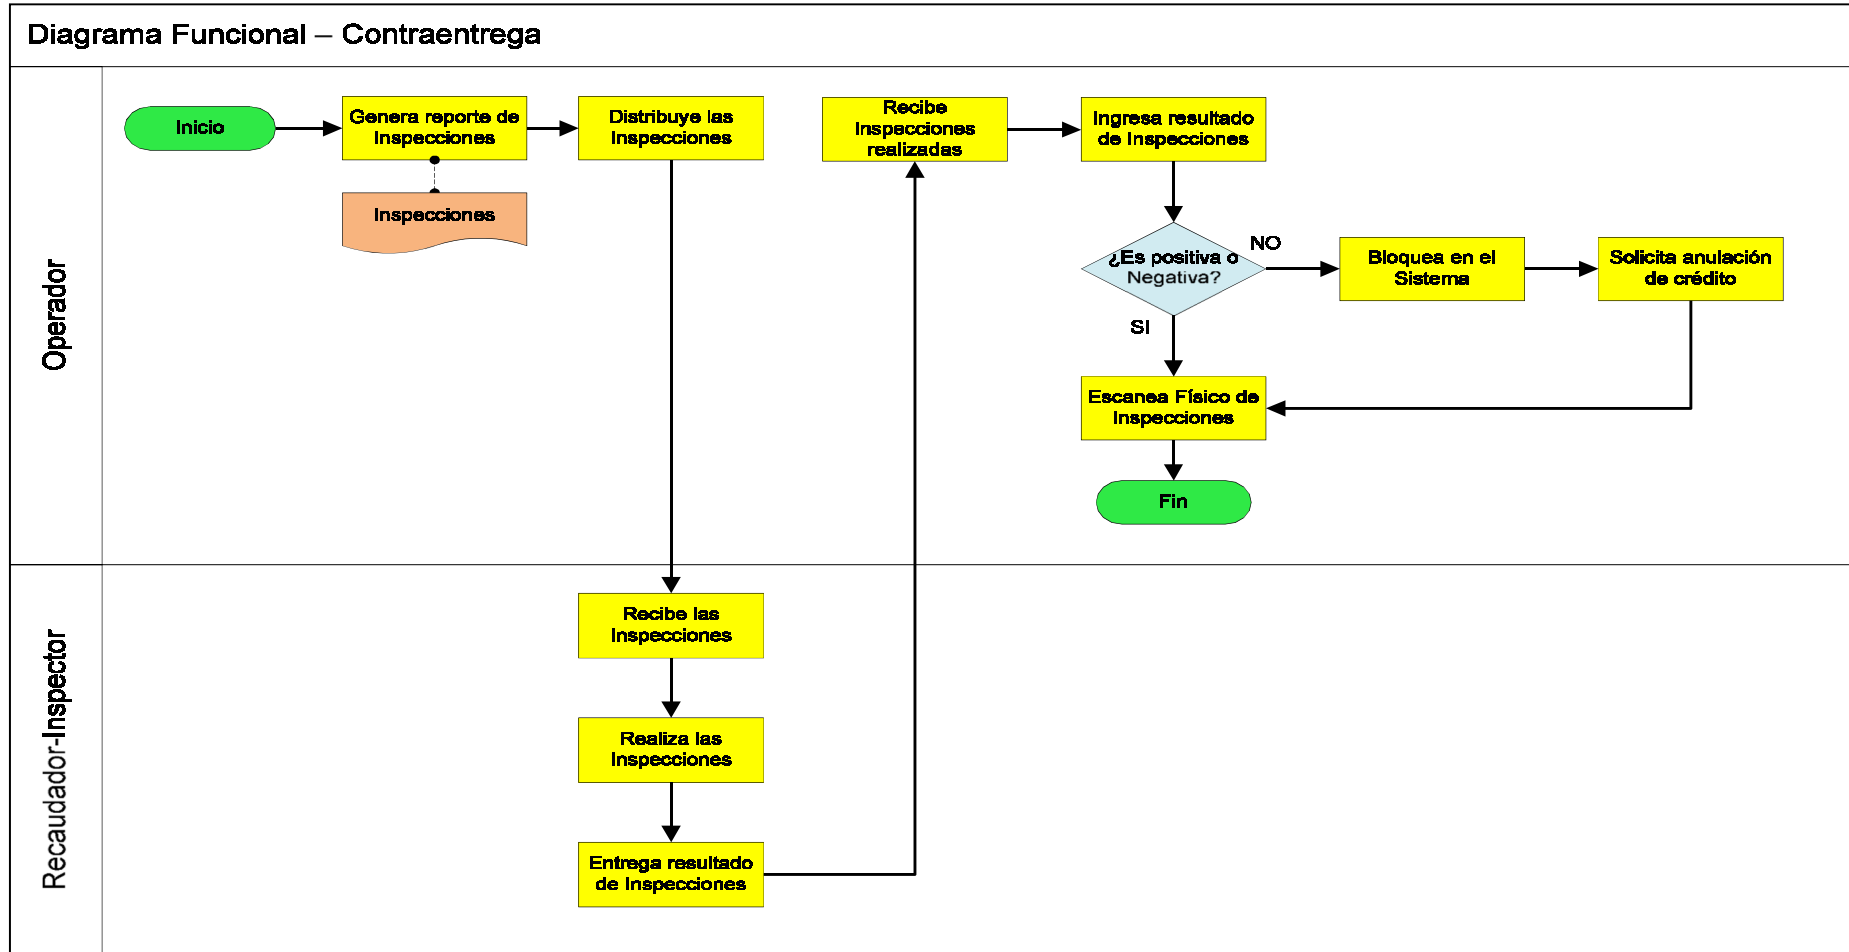 Diagrama Funcional – Contraentrega
Operador
Inicio
Genera reporte de
Inspecciones
Inspecciones
Distribuye las
Inspecciones
Recibe
Inspecciones
realizadas
Ingresa resultado
de Inspecciones
¿Es positiva o
Negativa?
NO
SI
Bloquea en el
Sistema
Solicita anulación
de crédito
Escanea Físico de
Inspecciones
Fin
Recaudador-Inspector
Recibe las
Inspecciones
Realiza las
Inspecciones
Entrega resultado
de Inspecciones